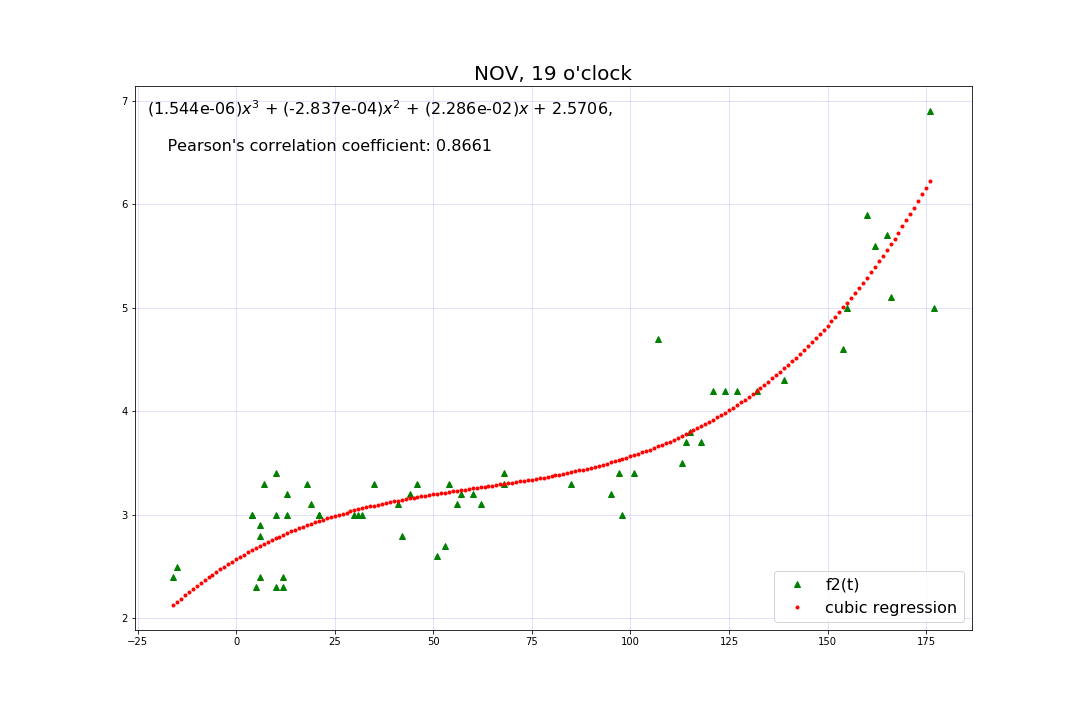 NOV, 19 o'clock
(1.544e-06)x³ + (-2.837e-04)x² + (2.286e-02)x + 2.5706,
Pearson's correlation coefficient: 0.8661
7
6
5
4
3
2
f2(t)
cubic regression
−25 0 25 50 75 100 125 150 175